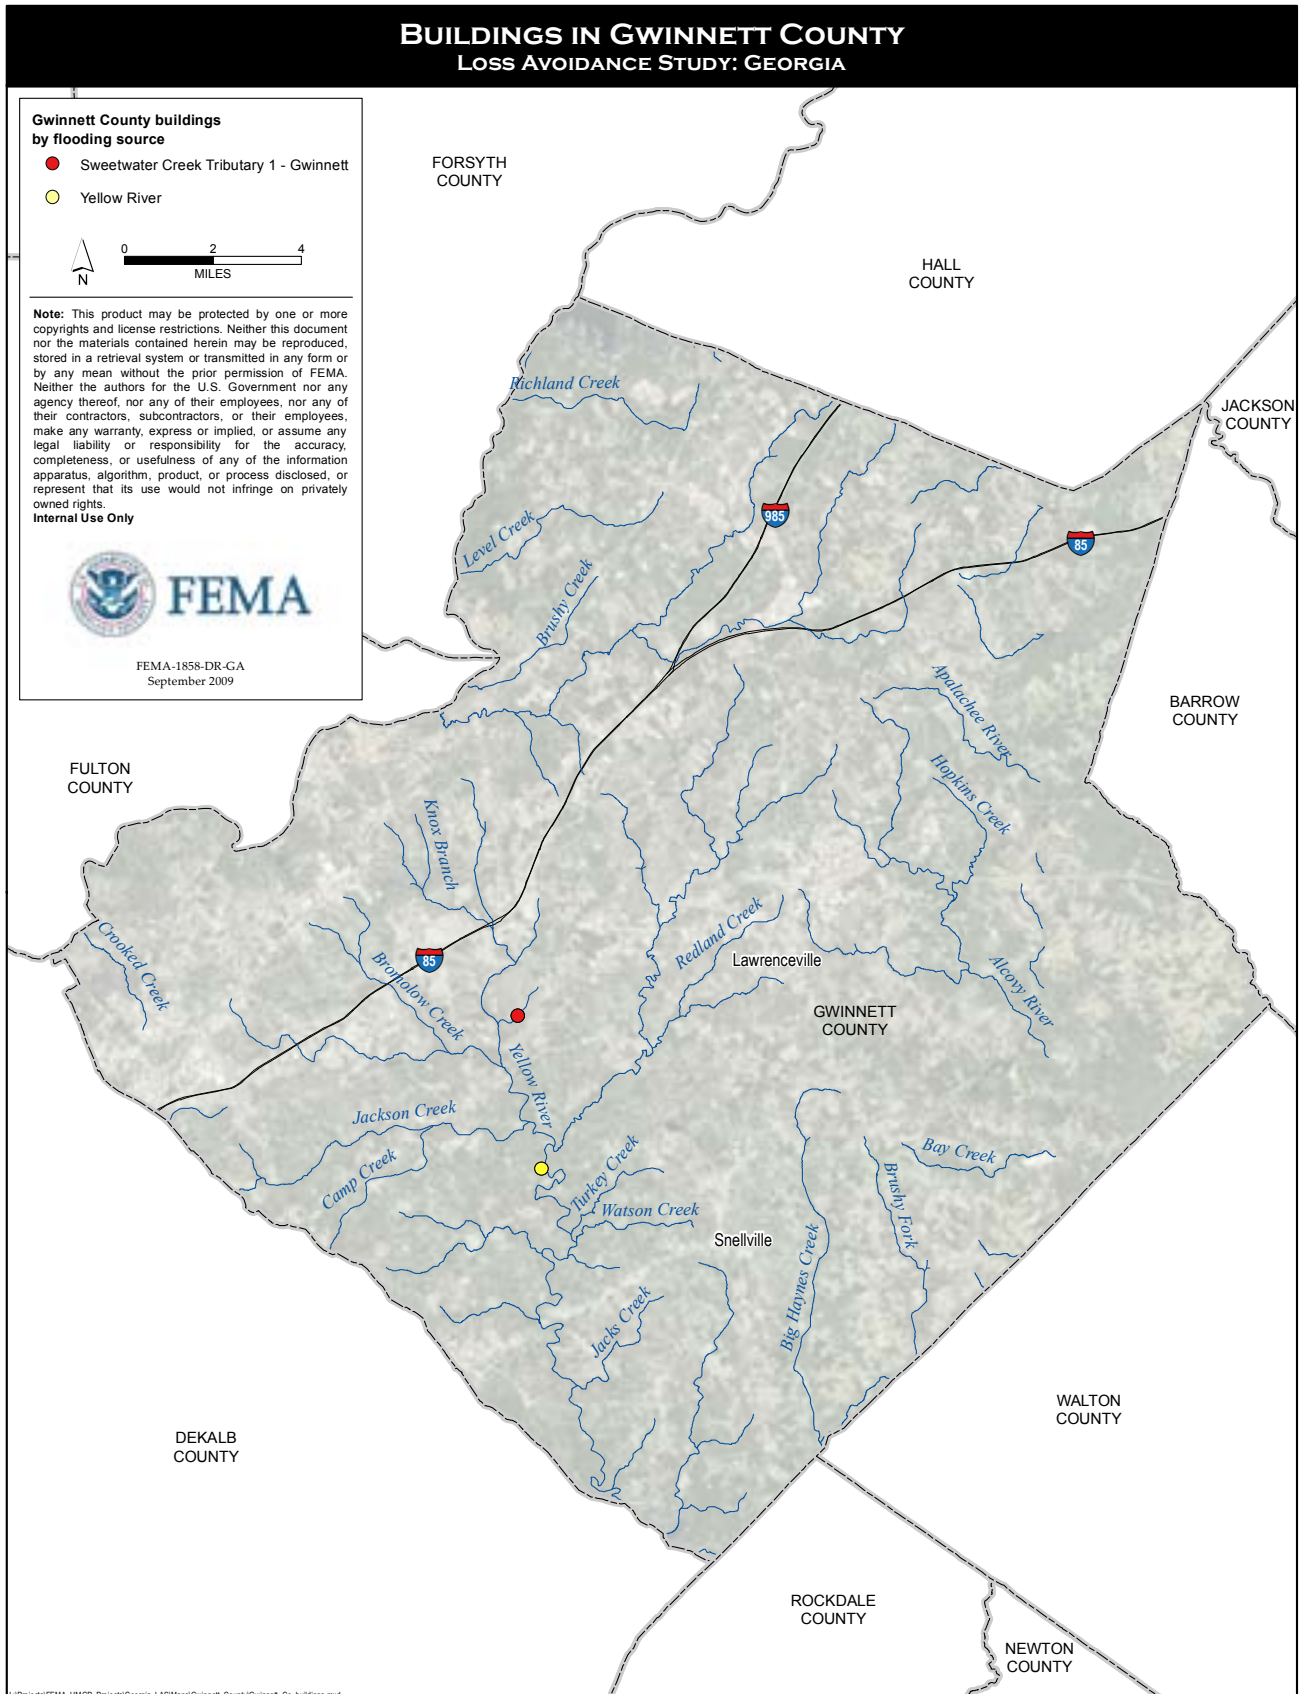 BUILDINGS IN GWINNETT COUNTY
LOSS AVOIDANCE STUDY: GEORGIA
Gwinnett County buildings
by flooding source
Sweetwater Creek Tributary 1 - Gwinnett
Yellow River
0 2 4
MILES
N
Note: This product may be protected by one or more
copyrights and license restrictions. Neither this document
nor the materials contained herein may be reproduced,
stored in a retrieval system or transmitted in any form or
by any mean without the prior permission of FEMA.
Neither the authors for the U.S. Government nor any
agency thereof, nor any of their employees, nor any of
their contractors, subcontractors, or their employees,
make any warranty, express or implied, or assume any
legal liability or responsibility for the accuracy,
completeness, or usefulness of any of the information
apparatus, algorithm, product, or process disclosed, or
represent that its use would not infringe on privately
owned rights.
Internal Use Only
FEMA
FEMA-1858-DR-GA
September 2009
FORSYTH
COUNTY
HALL
COUNTY
JACKSON
COUNTY
Richland Creek
985
85
Level Creek
Brushy Creek
Apalachee River
BARROW
COUNTY
FULTON
COUNTY
Hopkins Creek
Knox Branch
Redland Creek
Crooked Creek
85
Bromolow Creek
Lawrenceville
Alcovy River
GWINNETT
COUNTY
Yellow River
Jackson Creek
Camp Creek
Turkey Creek
Bay Creek
Brushy Fork
Watson Creek
Snellville
Big Haynes Creek
Jacks Creek
WALTON
COUNTY
DEKALB
COUNTY
ROCKDALE
COUNTY
NEWTON
COUNTY